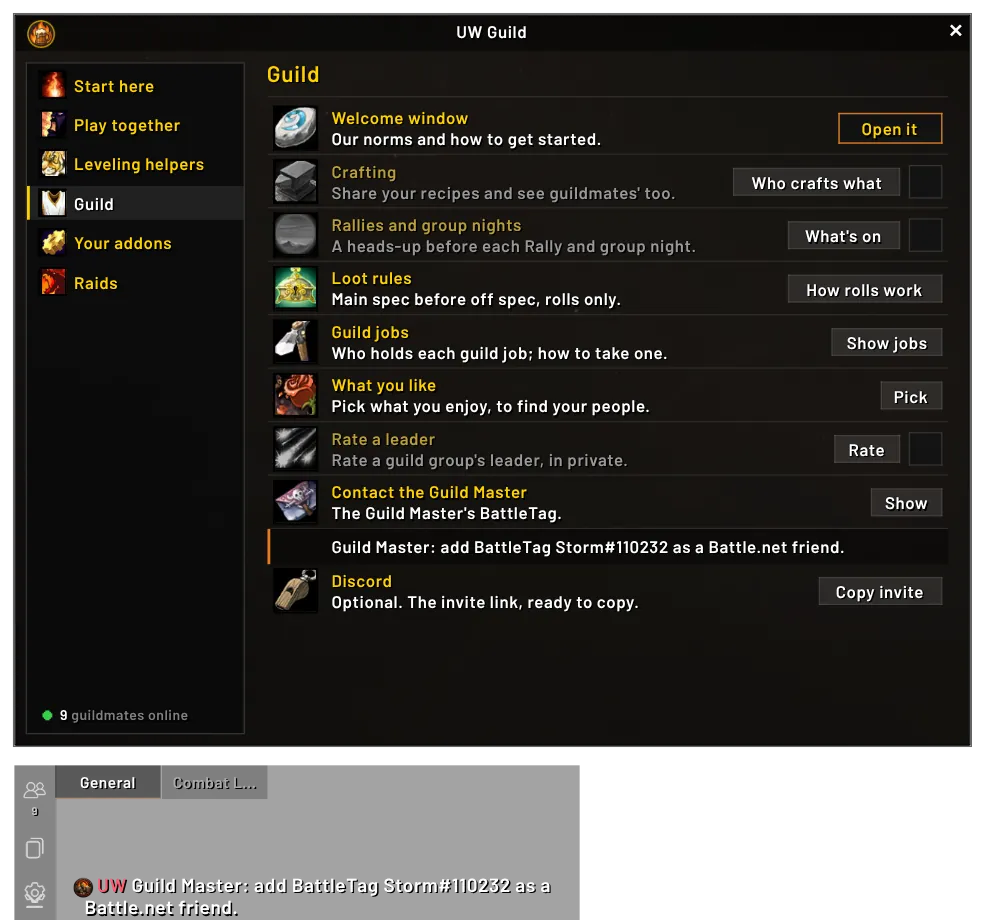 UW Guild
Start here
Play together
Leveling helpers
Guild
Your addons
Raids
9 guildmates online
Guild
Welcome window
Our norms and how to get started.
Open it
Crafting
Share your recipes and see guildmates' too.
Who crafts what
Rallies and group nights
A heads-up before each Rally and group night.
What's on
Loot rules
Main spec before off spec, rolls only.
How rolls work
Guild jobs
Who holds each guild job; how to take one.
Show jobs
What you like
Pick what you enjoy, to find your people.
Pick
Rate a leader
Rate a guild group's leader, in private.
Rate
Contact the Guild Master
The Guild Master's BattleTag.
Show
Guild Master: add BattleTag Storm#110232 as a Battle.net friend.
Discord
Optional. The invite link, ready to copy.
Copy invite
General
Combat L...
9
UW Guild Master: add BattleTag Storm#110232 as a
Battle.net friend.